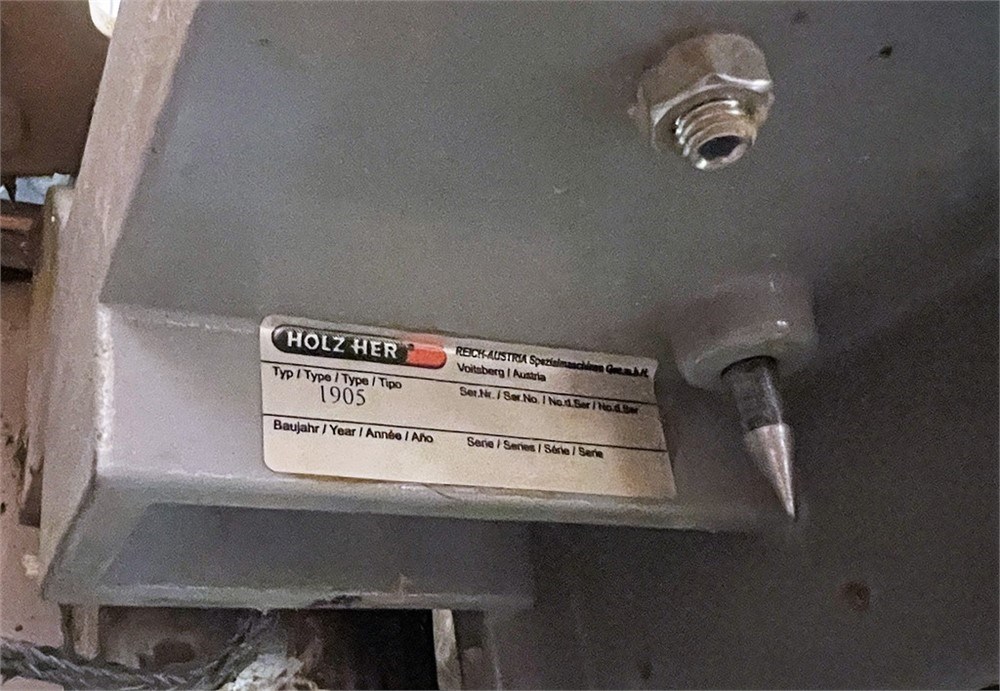 HOLZ HER
REICH-AUSTRIA Spezialmaschinen Ges.m.b.H.
Voitsberg / Austria
Typ / Type / Type / Tipo
1905
Ser.Nr. / Ser.No. / No.d.Ser / No.d.Ser
Baujahr / Year / Année / Año
Serie / Series / Série / Serie